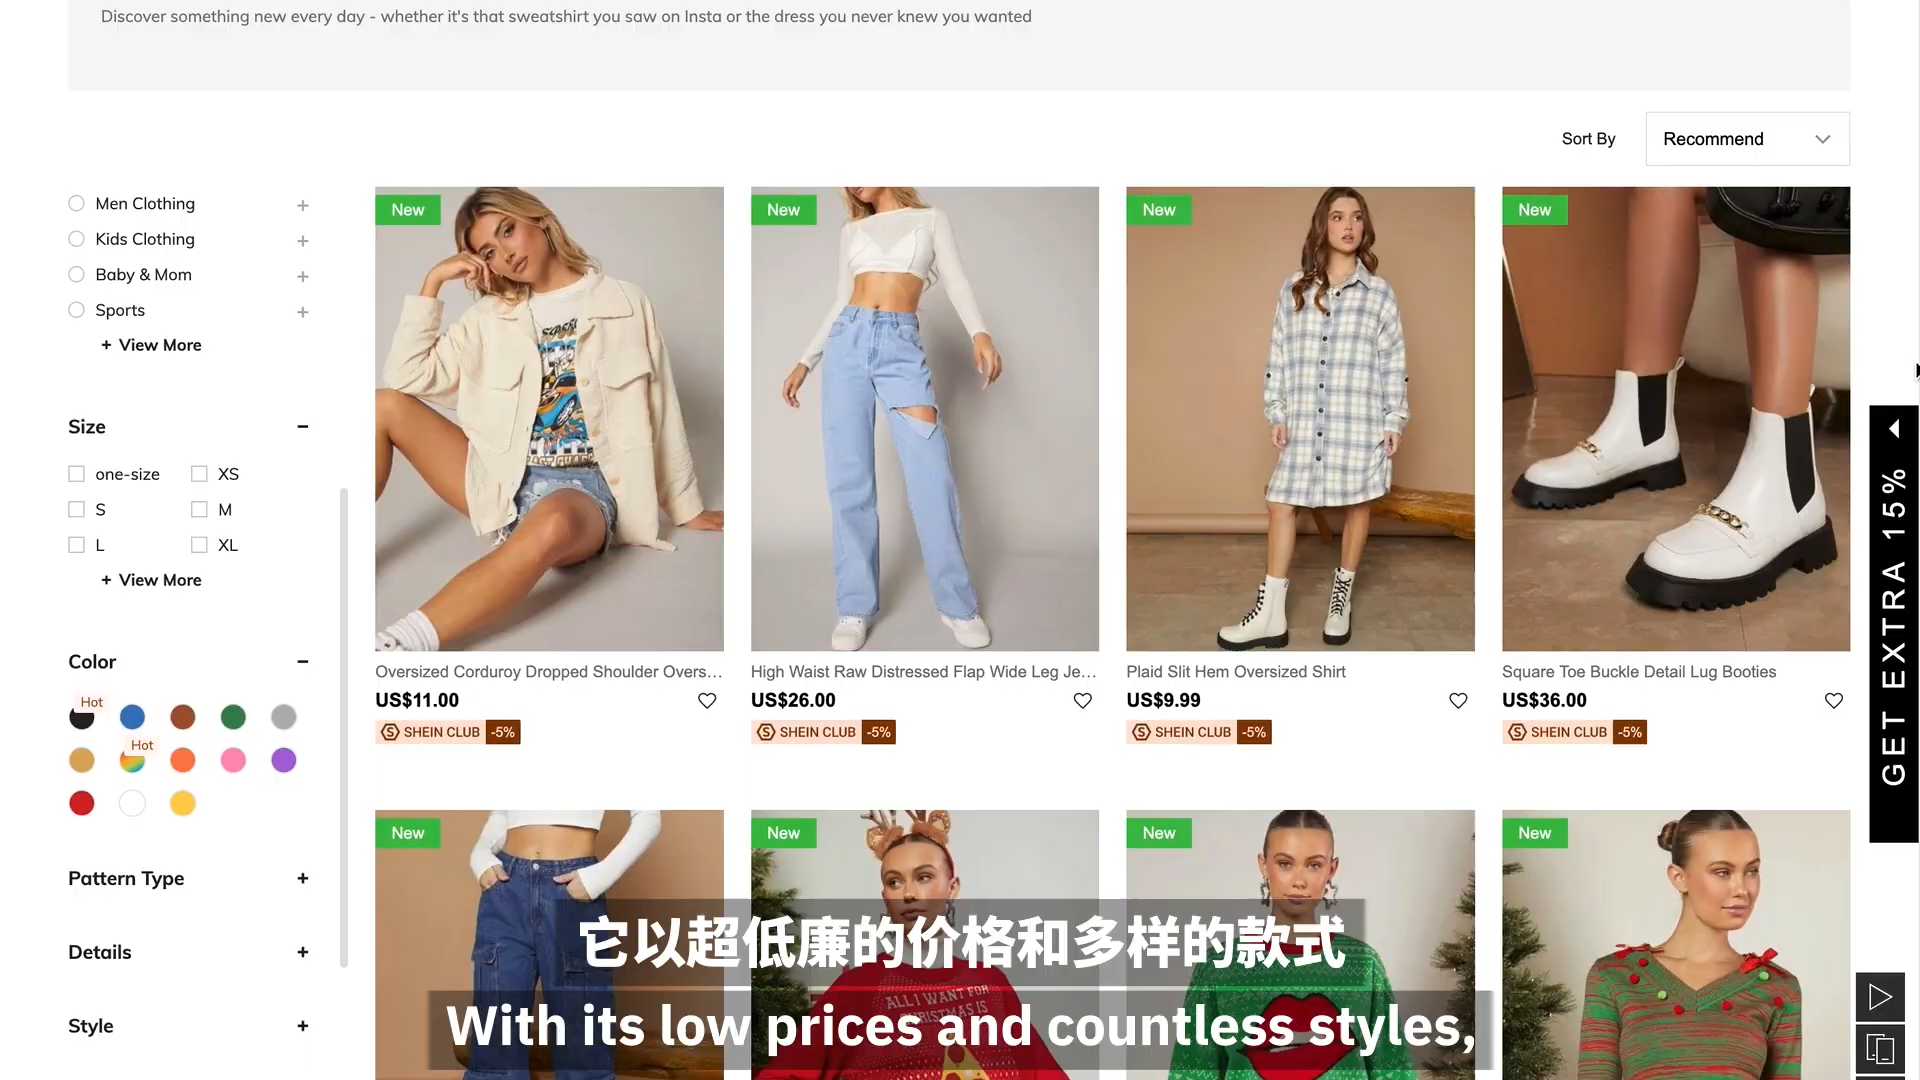 Discover something new every day - whether it's that sweatshirt you saw on Insta or the dress you never knew you wanted
Sort By
Recommend
Men Clothing
Kids Clothing
Baby & Mom
Sports
+ View More
Size
one-size
XS
S
M
L
XL
+ View More
Color
Hot
Hot
Pattern Type
Details
Style
New
New
New
New
Oversized Corduroy Dropped Shoulder Overs...
High Waist Raw Distressed Flap Wide Leg Je...
Plaid Slit Hem Oversized Shirt
Square Toe Buckle Detail Lug Booties
US$11.00
US$26.00
US$9.99
US$36.00
SHEIN CLUB -5%
SHEIN CLUB -5%
SHEIN CLUB -5%
SHEIN CLUB -5%
GET EXTRA 15%
New
New
New
New
ALL I WANT FOR
CHRISTMAS IS
它以超低廉的价格和多样的款式
With its low prices and countless styles,